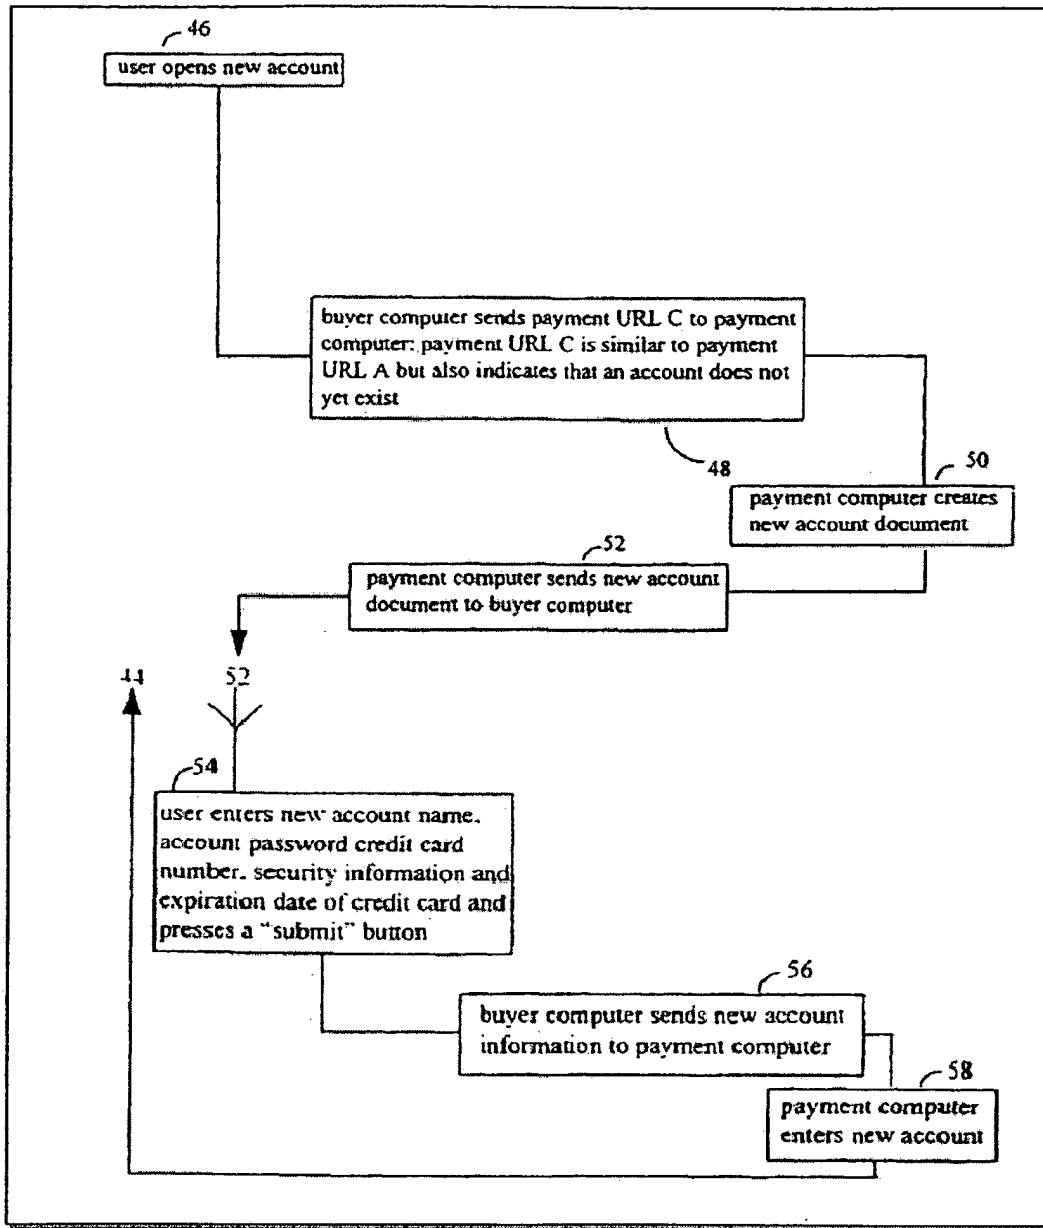 46
user opens new account
buyer computer sends payment URL C to payment
computer: payment URL C is similar to payment
URL A but also indicates that an account does not
yet exist
48
50
payment computer creates
new account document
52
payment computer sends new account
document to buyer computer
44
52
54
user enters new account name.
account password credit card
number. security information and
expiration date of credit card and
presses a "submit" button
56
buyer computer sends new account
information to payment computer
58
payment computer
enters new account